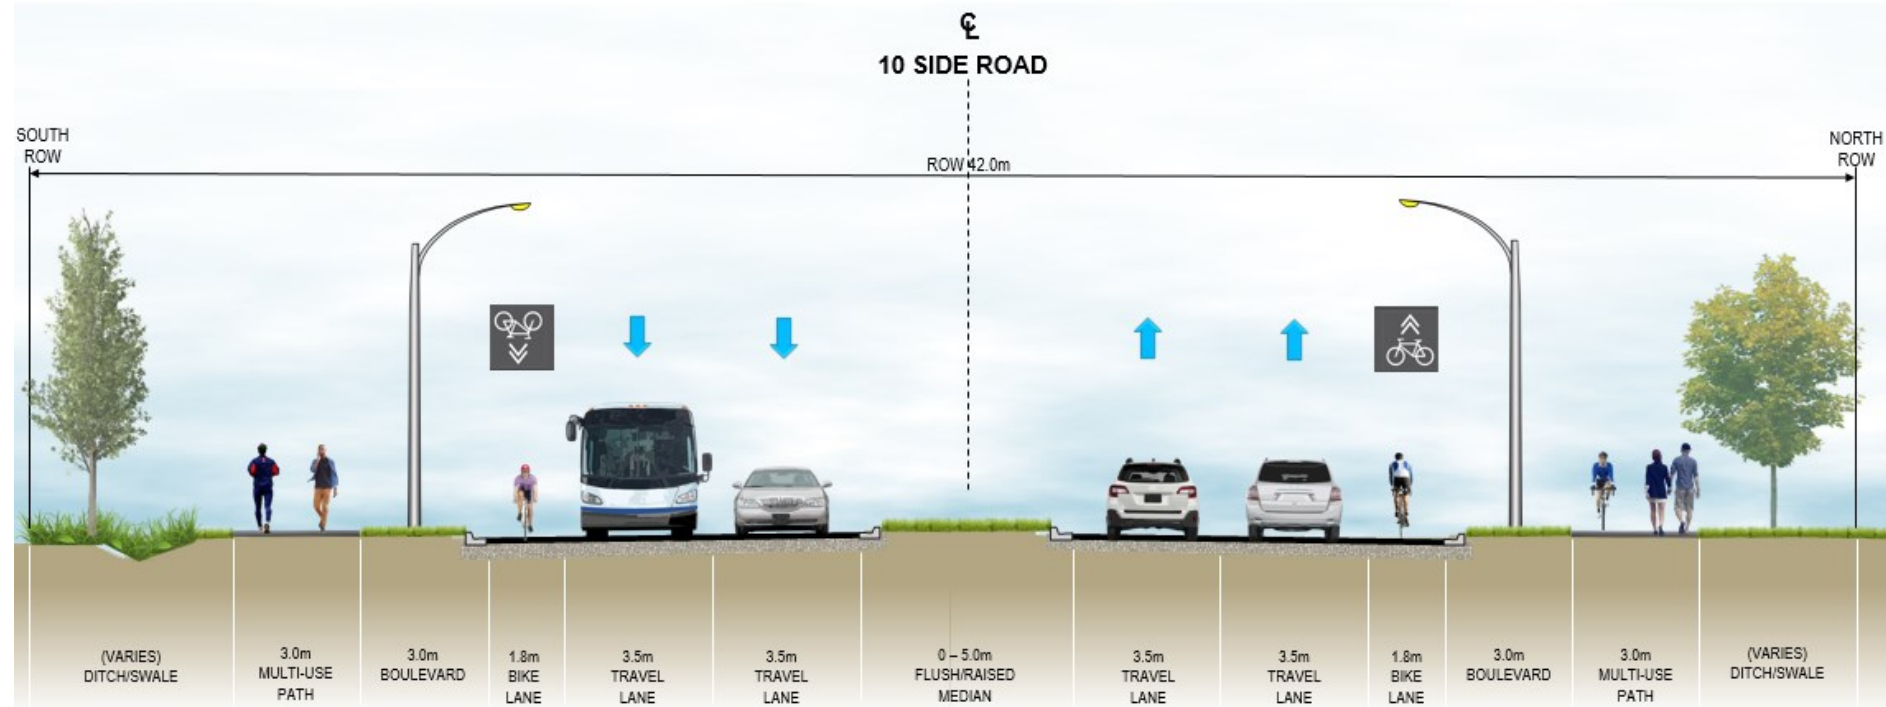 ℄
10 SIDE ROAD
SOUTH
ROW
NORTH
ROW
ROW 42.0m
(VARIES)
DITCH/SWALE
3.0m
MULTI-USE
PATH
3.0m
BOULEVARD
1.8m
BIKE
LANE
3.5m
TRAVEL
LANE
3.5m
TRAVEL
LANE
0 – 5.0m
FLUSH/RAISED
MEDIAN
3.5m
TRAVEL
LANE
3.5m
TRAVEL
LANE
1.8m
BIKE
LANE
3.0m
BOULEVARD
3.0m
MULTI-USE
PATH
(VARIES)
DITCH/SWALE